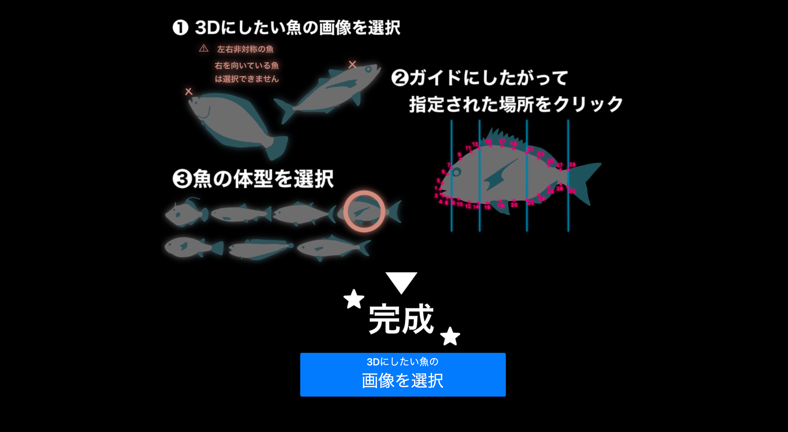 ❶ 3Dにしたい魚の画像を選択
⚠ 左右非対称の魚
右を向いている魚
は選択できません
❷ガイドにしたがって
指定された場所をクリック
❸魚の体型を選択
完成
3Dにしたい魚の
画像を選択